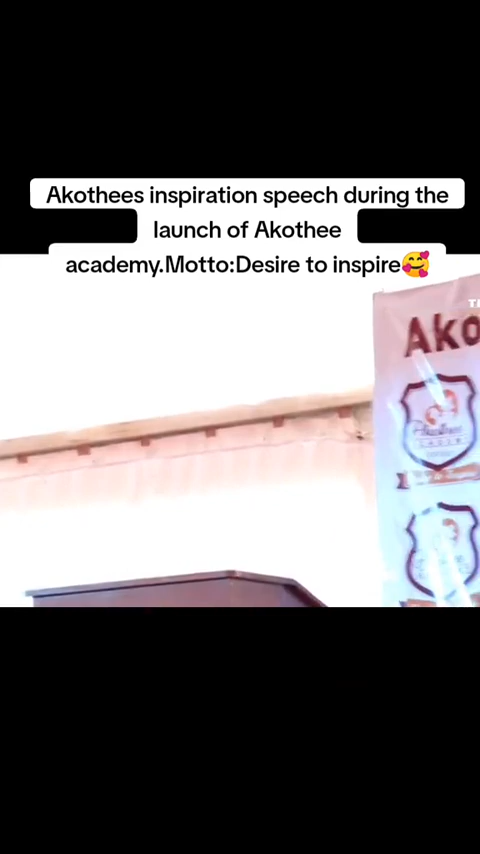 Akothees inspiration speech during the
launch of Akothee
academy.Motto:Desire to inspire🥰
Ako